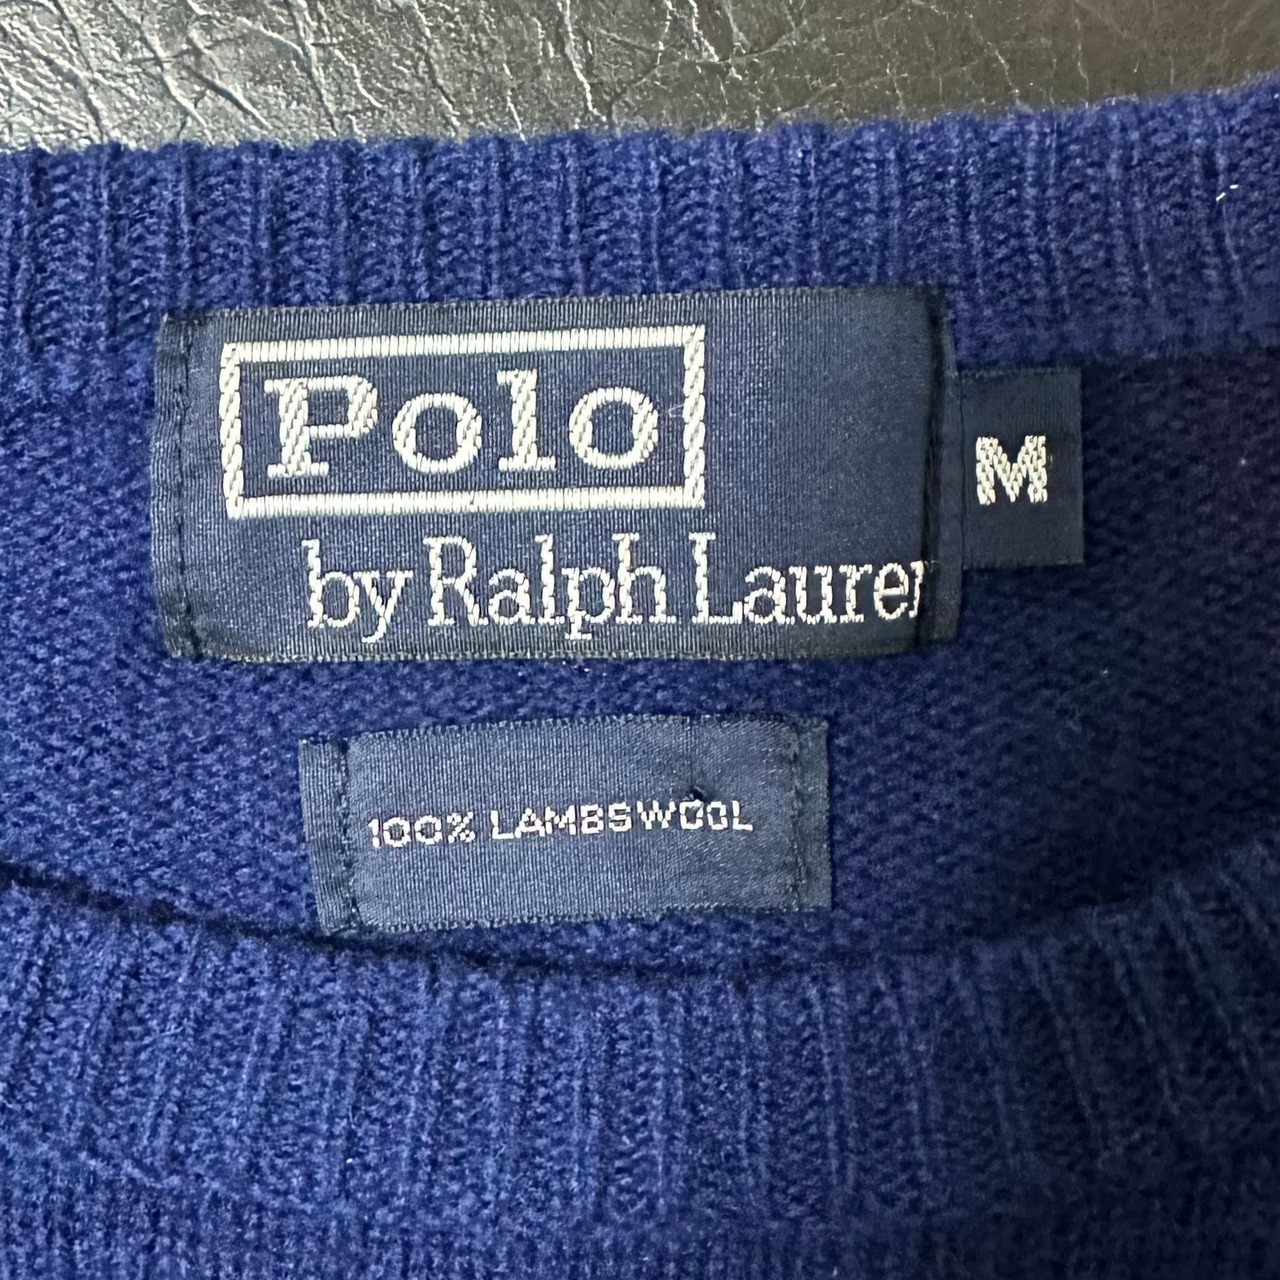 Polo
by Ralph Lauren
M
100% LAMBSWOOL